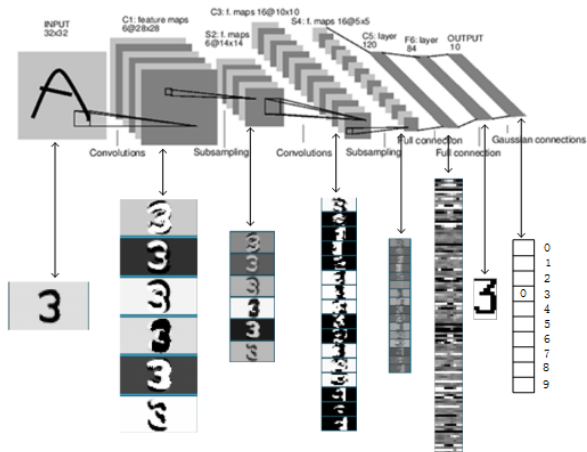 INPUT
32x32
C1: feature maps
6@28x28
S2: f. maps
6@14x14
C3: f. maps 16@10x10
S4: f. maps 16@5x5
C5: layer
120
F6: layer
84
OUTPUT
10
A
Convolutions
Subsampling
Convolutions
Subsampling
Full connection
Full connection
Gaussian connections
3
0
0
1
2
3
4
5
6
7
8
9